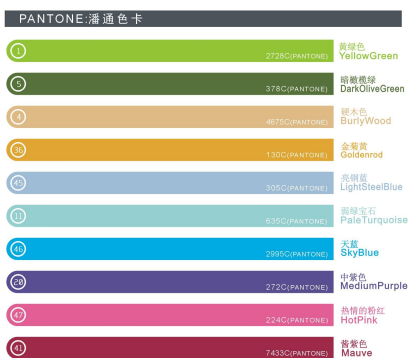 PANTONE:潘通色卡
1
2728C(PANTONE)
黄绿色
YellowGreen
5
378C(PANTONE)
暗橄榄绿
DarkOliveGreen
4
4675C(PANTONE)
硬木色
BurlyWood
36
130C(PANTONE)
金菊黄
Goldenrod
45
305C(PANTONE)
亮钢蓝
LightSteelBlue
11
635C(PANTONE)
弱绿宝石
PaleTurquoise
46
2995C(PANTONE)
天蓝
SkyBlue
20
272C(PANTONE)
中紫色
MediumPurple
47
224C(PANTONE)
热情的粉红
HotPink
41
7433C(PANTONE)
酱紫色
Mauve